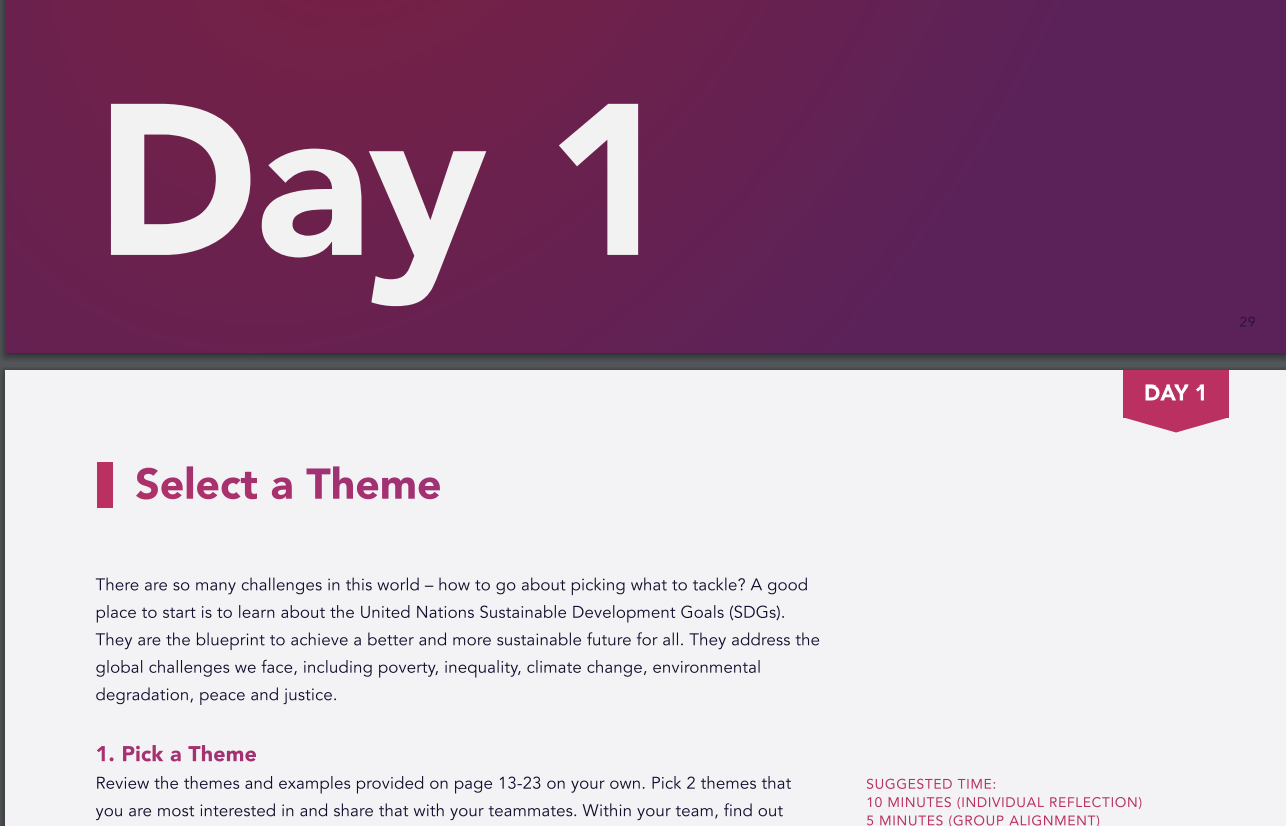 Day 1
29
DAY 1
Select a Theme
There are so many challenges in this world – how to go about picking what to tackle? A good
place to start is to learn about the United Nations Sustainable Development Goals (SDGs).
They are the blueprint to achieve a better and more sustainable future for all. They address the
global challenges we face, including poverty, inequality, climate change, environmental
degradation, peace and justice.
1. Pick a Theme
Review the themes and examples provided on page 13-23 on your own. Pick 2 themes that
you are most interested in and share that with your teammates. Within your team, find out
SUGGESTED TIME:
10 MINUTES (INDIVIDUAL REFLECTION)
5 MINUTES (GROUP ALIGNMENT)